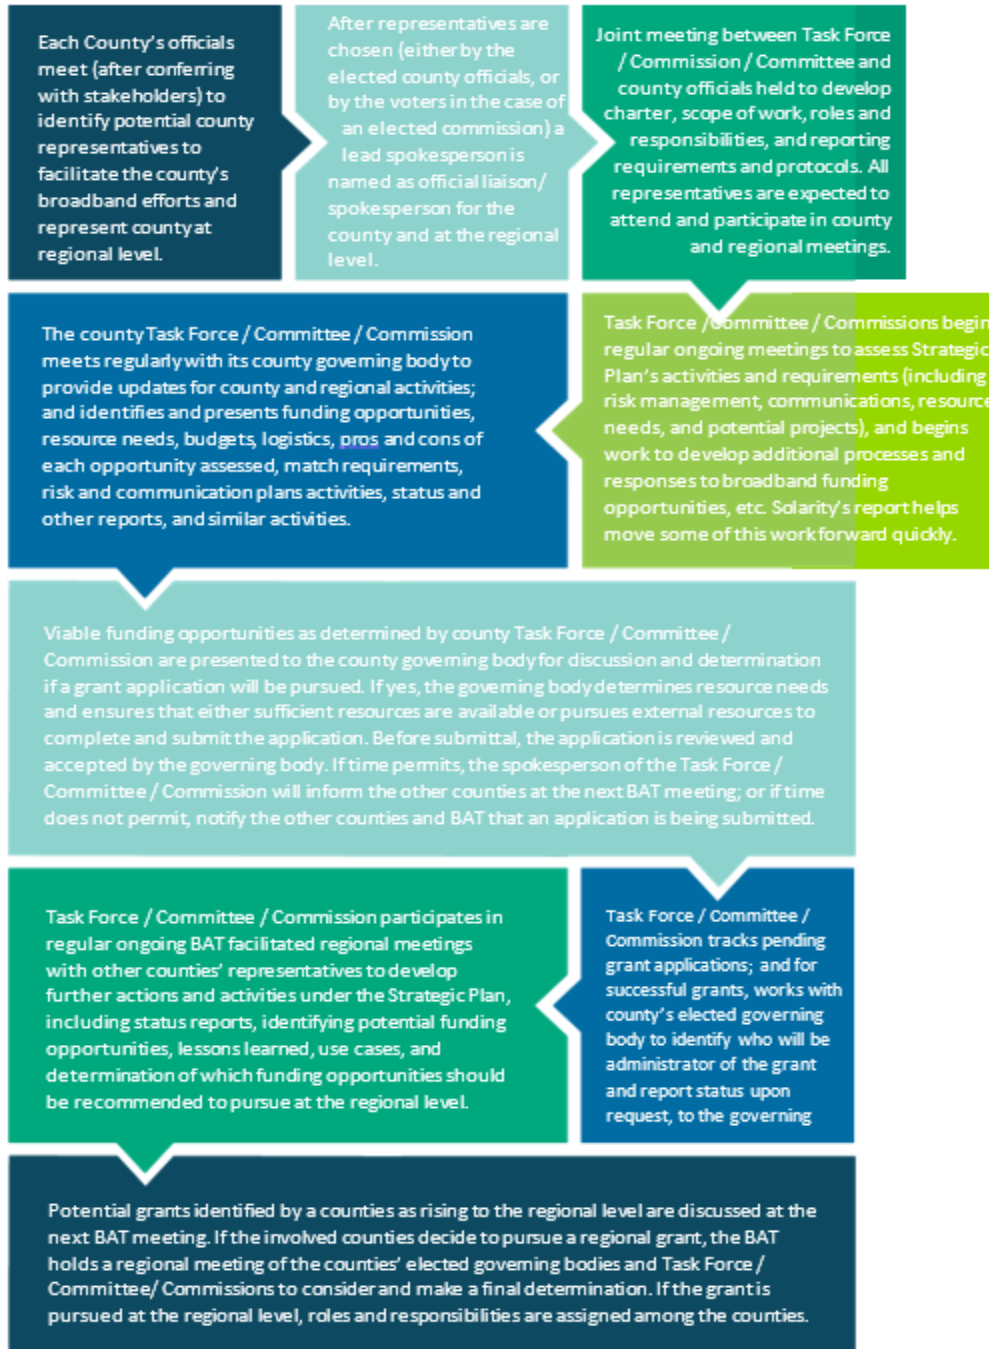 Each County's officials
meet (after conferring
with stakeholders) to
identify potential county
representatives to
facilitate the county's
broadband efforts and
represent county at
regional level.
After representatives are
chosen (either by the
elected county officials, or
by the voters in the case of
an elected commission) a
lead spokesperson is
named as official liaison/
spokesperson for the
county and at the regional
level.
Joint meeting between Task Force
/ Commission / Committee and
county officials held to develop
charter, scope of work, roles and
responsibilities, and reporting
requirements and protocols. All
representatives are expected to
attend and participate in county
and regional meetings.
Task Force / Committee / Commissions begin
regular ongoing meetings to assess Strategic
Plan's activities and requirements (including
risk management, communications, resource
needs, and potential projects), and begins
work to develop additional processes and
responses to broadband funding
opportunities, etc. Solarity's report helps
move some of this work forward quickly.
The county Task Force / Committee / Commission
meets regularly with its county governing body to
provide updates for county and regional activities;
and identifies and presents funding opportunities,
resource needs, budgets, logistics, pros and cons of
each opportunity assessed, match requirements,
risk and communication plans activities, status and
other reports, and similar activities.
Viable funding opportunities as determined by county Task Force / Committee /
Commission are presented to the county governing body for discussion and determination
if a grant application will be pursued. If yes, the governing body determines resource needs
and ensures that either sufficient resources are available or pursues external resources to
complete and submit the application. Before submittal, the application is reviewed and
accepted by the governing body. If time permits, the spokesperson of the Task Force /
Committee / Commission will inform the other counties at the next BAT meeting; or if time
does not permit, notify the other counties and BAT that an application is being submitted.
Task Force / Committee /
Commission tracks pending
grant applications; and for
successful grants, works with
county's elected governing
body to identify who will be
administrator of the grant
and report status upon
request, to the governing
Task Force / Committee / Commission participates in
regular ongoing BAT facilitated regional meetings
with other counties' representatives to develop
further actions and activities under the Strategic Plan,
including status reports, identifying potential funding
opportunities, lessons learned, use cases, and
determination of which funding opportunities should
be recommended to pursue at the regional level.
Potential grants identified by a counties as rising to the regional level are discussed at the
next BAT meeting. If the involved counties decide to pursue a regional grant, the BAT
holds a regional meeting of the counties' elected governing bodies and Task Force /
Committee/ Commissions to consider and make a final determination. If the grant is
pursued at the regional level, roles and responsibilities are assigned among the counties.